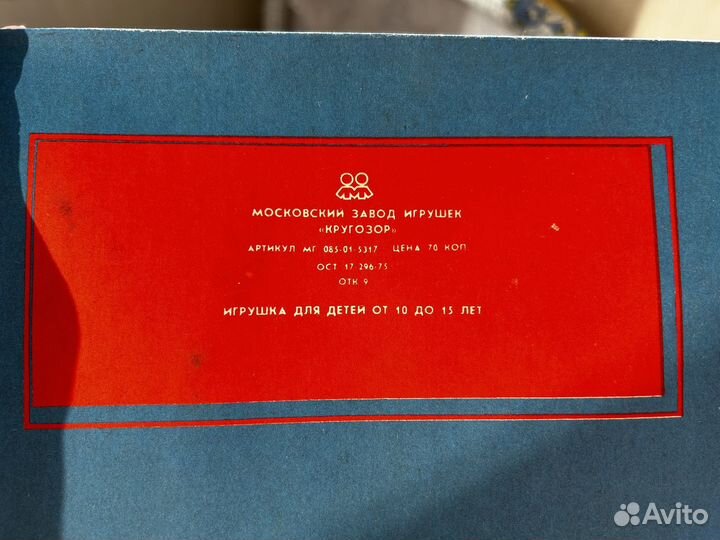 МОСКОВСКИЙ ЗАВОД ИГРУШЕК
«КРУГОЗОР»
АРТИКУЛ МГ 085-01-5317 ЦЕНА 70 КОП.
ОСТ 17 296-75
ОТК 9
ИГРУШКА ДЛЯ ДЕТЕЙ ОТ 10 ДО 15 ЛЕТ
Avito